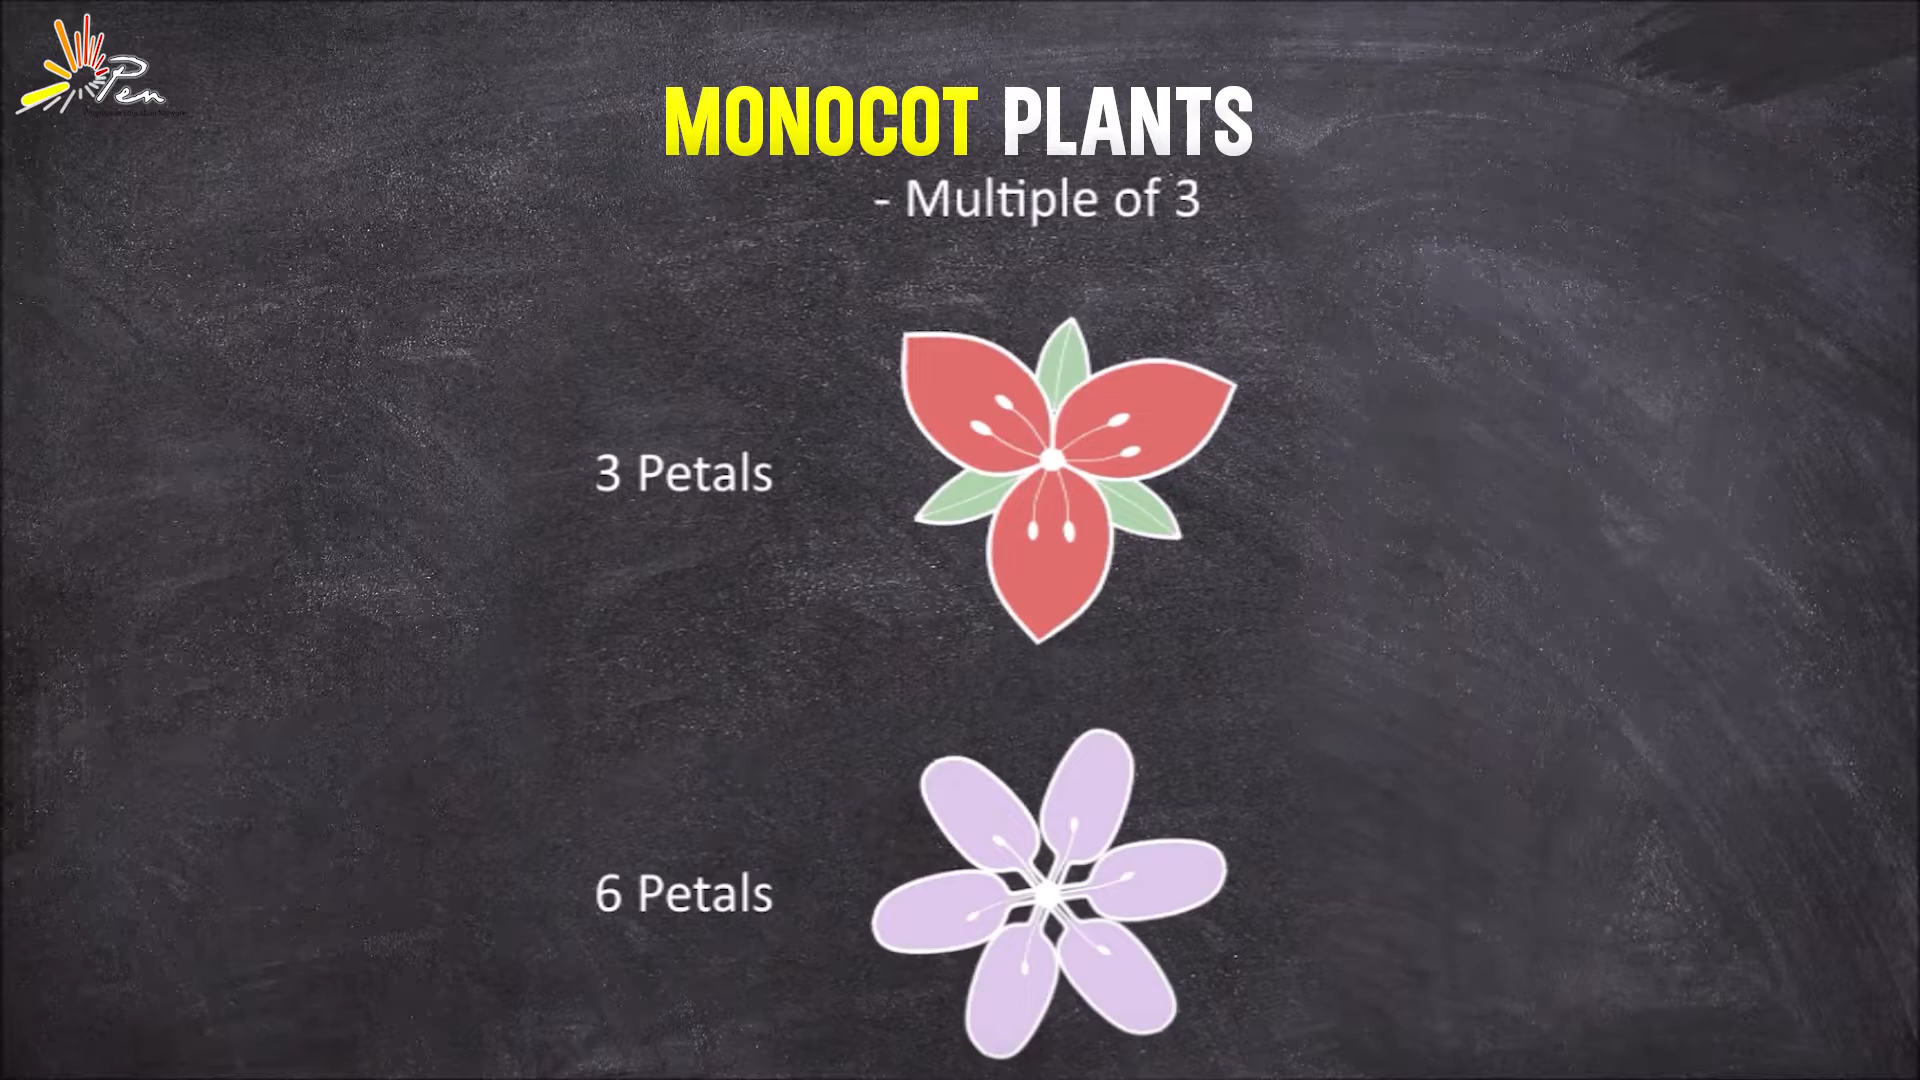 Pen
MONOCOT PLANTS
- Multiple of 3
3 Petals
6 Petals